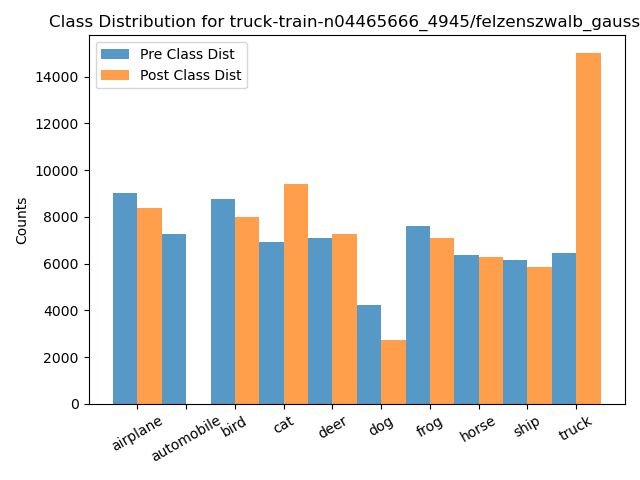 Class Distribution for truck-train-n04465666_4945/felzenszwalb_gauss
Pre Class Dist
Post Class Dist
Counts
14000
12000
10000
8000
6000
4000
2000
0
airplane
automobile
bird
cat
deer
dog
frog
horse
ship
truck